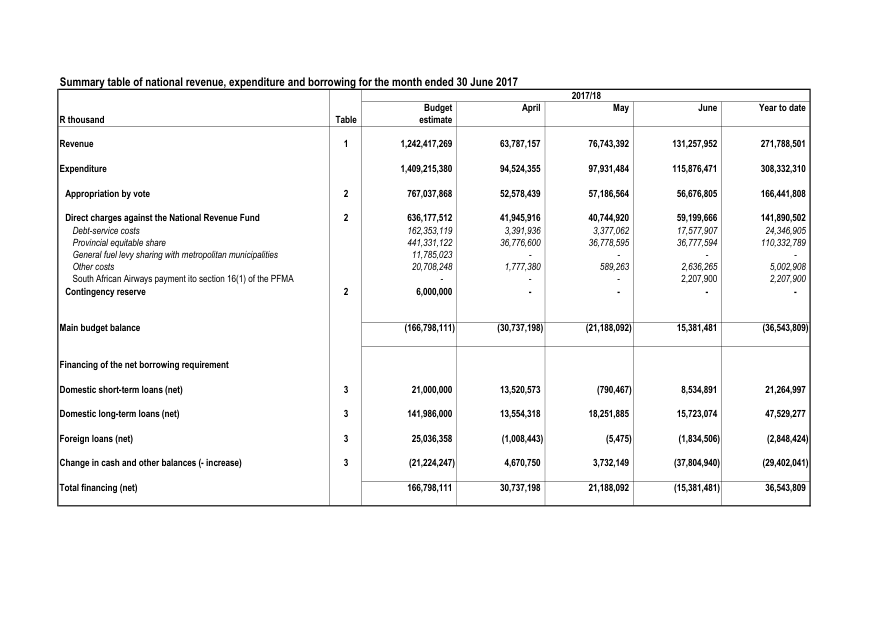 Summary table of national revenue, expenditure and borrowing for the month ended 30 June 2017
2017/18
Budget April May June Year to date
R thousand Table estimate
Revenue 1 1,242,417,269 63,787,157 76,743,392 131,257,952 271,788,501
Expenditure 1,409,215,380 94,524,355 97,931,484 115,876,471 308,332,310
Appropriation by vote 2 767,037,868 52,578,439 57,186,564 56,676,805 166,441,808
Direct charges against the National Revenue Fund 2 636,177,512 41,945,916 40,744,920 59,199,666 141,890,502
Debt-service costs 162,353,119 3,391,936 3,377,062 17,577,907 24,346,905
Provincial equitable share 441,331,122 36,776,600 36,778,595 36,777,594 110,332,789
General fuel levy sharing with metropolitan municipalities 11,785,023 - - - -
Other costs 20,708,248 1,777,380 589,263 2,636,265 5,002,908
South African Airways payment ito section 16(1) of the PFMA - - - 2,207,900 2,207,900
Contingency reserve 2 6,000,000 - - - -
Main budget balance (166,798,111) (30,737,198) (21,188,092) 15,381,481 (36,543,809)
Financing of the net borrowing requirement
Domestic short-term loans (net) 3 21,000,000 13,520,573 (790,467) 8,534,891 21,264,997
Domestic long-term loans (net) 3 141,986,000 13,554,318 18,251,885 15,723,074 47,529,277
Foreign loans (net) 3 25,036,358 (1,008,443) (5,475) (1,834,506) (2,848,424)
Change in cash and other balances (- increase) 3 (21,224,247) 4,670,750 3,732,149 (37,804,940) (29,402,041)
Total financing (net) 166,798,111 30,737,198 21,188,092 (15,381,481) 36,543,809